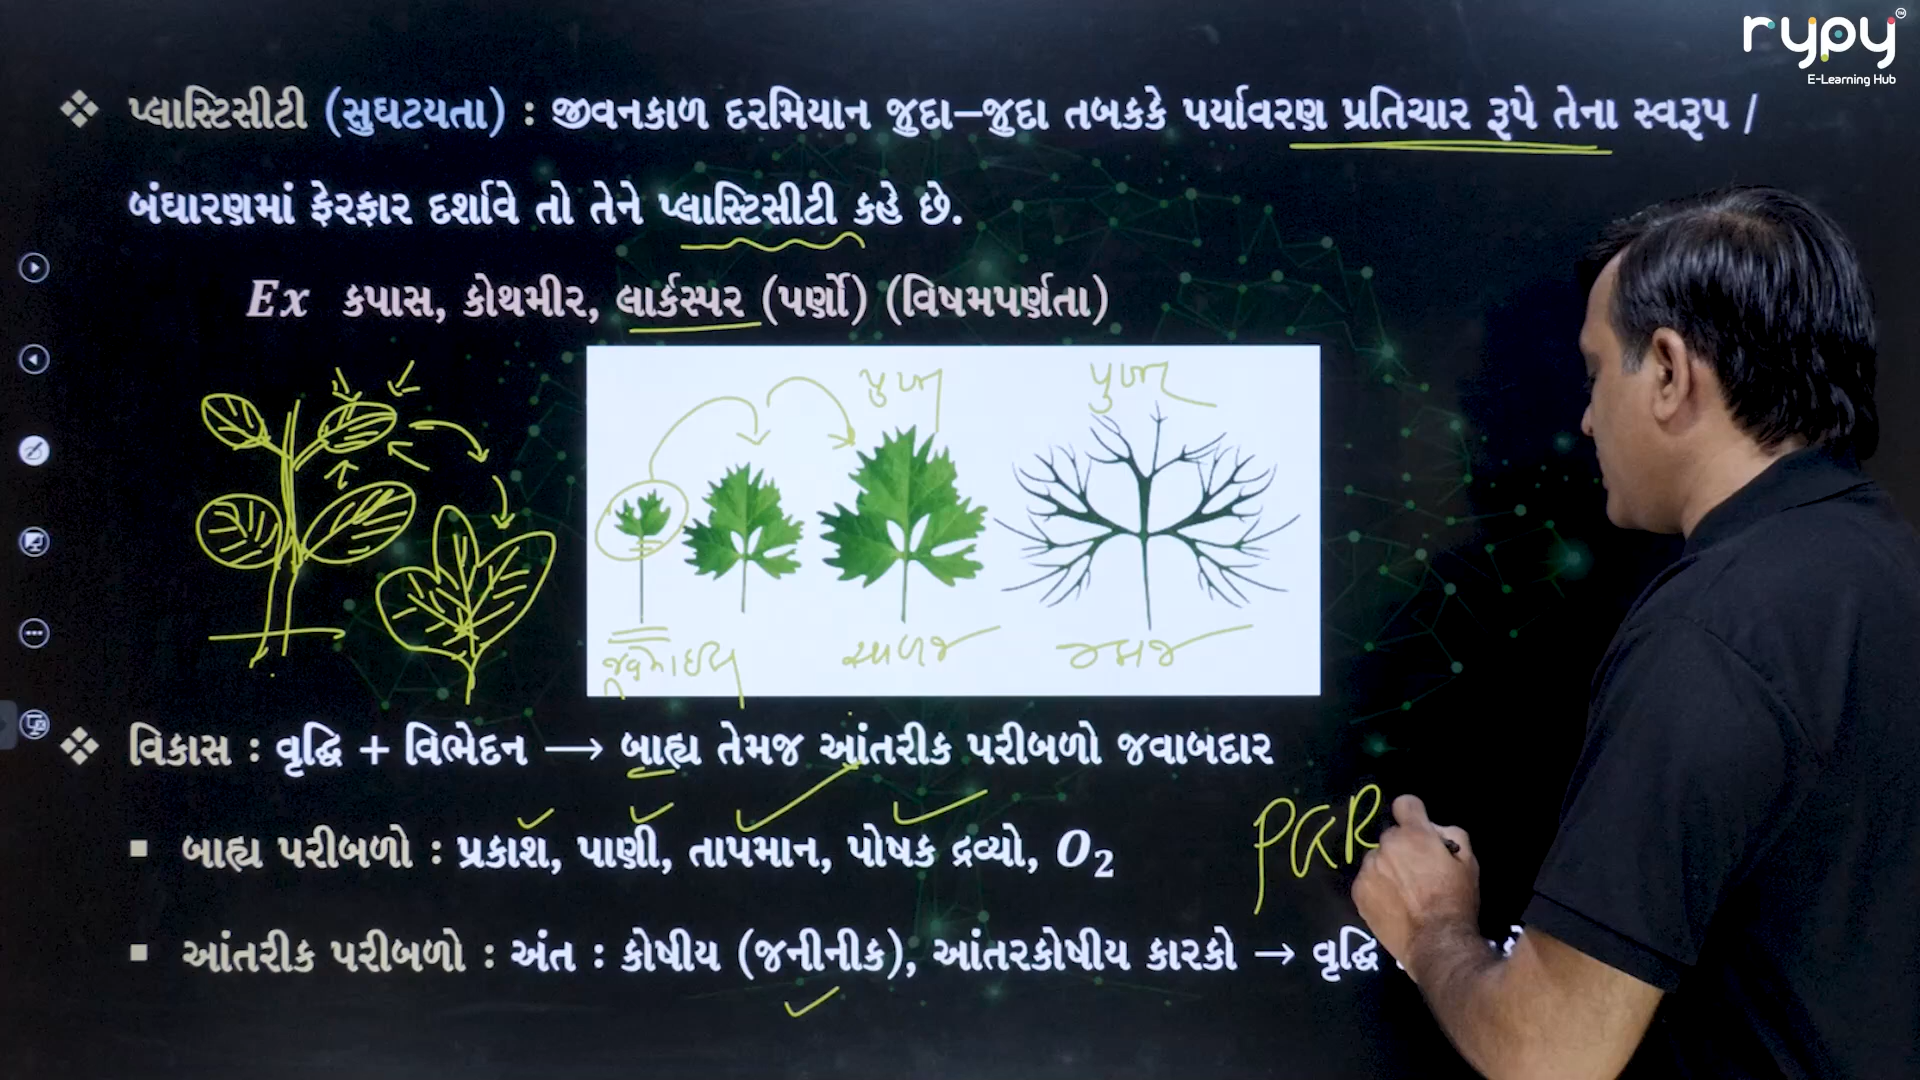 rypy
TM
E-Learning Hub
❖ પ્લાસ્ટિસીટી (સુઘટયતા) : જીવનકાળ દરમિયાન જુદા–જુદા તબકકે પર્યાવરણ પ્રતિચાર રૂપે તેના સ્વરૂપ /
બંધારણમાં ફેરફાર દર્શાવે તો તેને પ્લાસ્ટિસીટી કહે છે.
Ex કપાસ, કોથમીર, લાર્કસ્પર (પર્ણો) (વિષમપર્ણતા)
પુખ્ત પુખ્ત
❖ વિકાસ : વૃદ્ધિ + વિભેદન ⟶ બાહ્ય તેમજ આંતરીક પરીબળો જવાબદાર
PGR
▪ બાહ્ય પરીબળો : પ્રકાશ, પાણી, તાપમાન, પોષક દ્રવ્યો, O₂
▪ આંતરીક પરીબળો : અંત : કોષીય (જનીનીક), આંતરકોષીય કારકો → વૃદ્ધિ